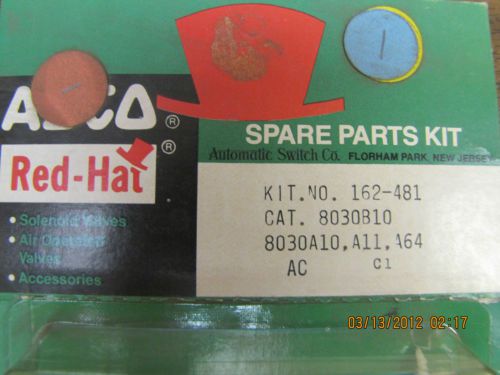 ASCO ®
Red-Hat ®
• Solenoid Valves
• Air Operated
Valves
• Accessories
SPARE PARTS KIT
Automatic Switch Co. FLORHAM PARK, NEW JERSEY
KIT.NO. 162-481
CAT. 8030B10
8030A10,A11,A64
AC C1
03/13/2012 02:17